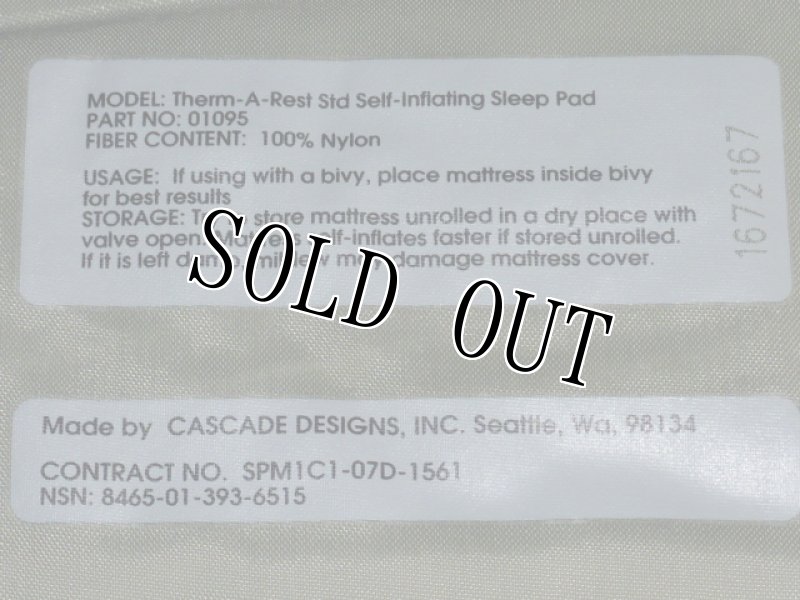 MODEL: Therm-A-Rest Std Self-Inflating Sleep Pad
PART NO: 01095
FIBER CONTENT: 100% Nylon
USAGE: If using with a bivy, place mattress inside bivy
for best results
STORAGE: store mattress unrolled in a dry place with
valve open. self-inflates faster if stored unrolled.
If it is left damp, mildew may damage mattress cover.
1672167
SOLD OUT
Made by CASCADE DESIGNS, INC. Seattle, Wa, 98134
CONTRACT NO. SPM1C1-07D-1561
NSN: 8465-01-393-6515